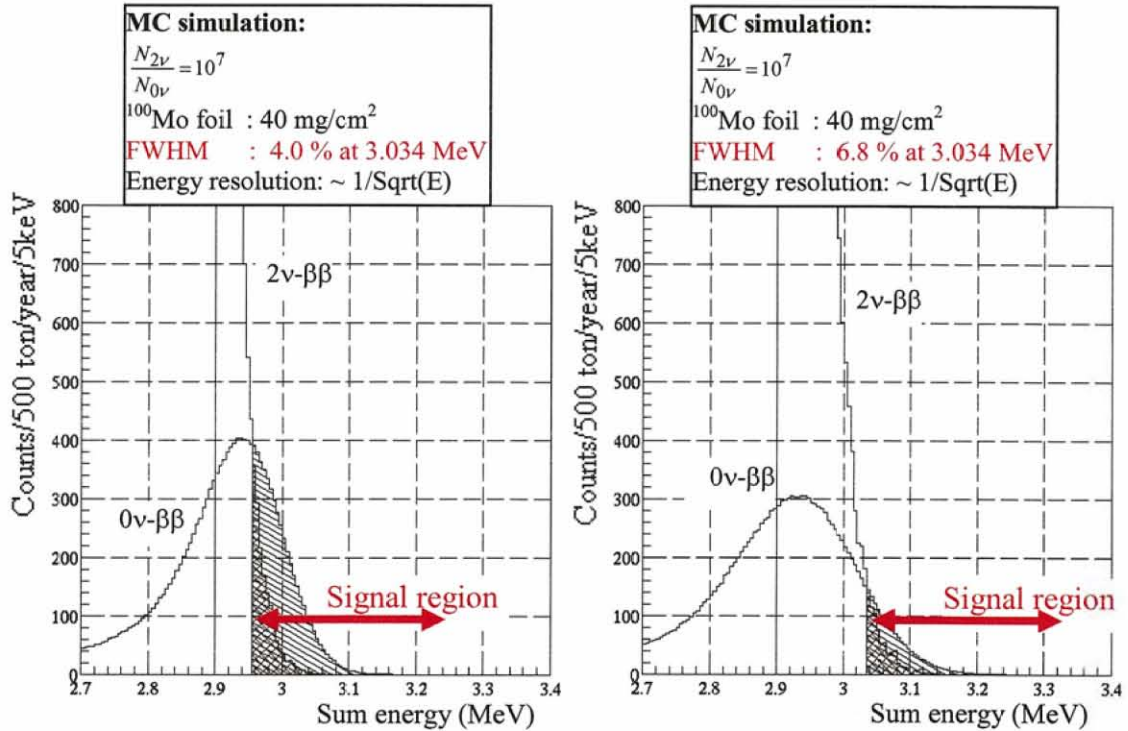 MC simulation:
N2ν/N0ν =10⁷
¹⁰⁰Mo foil : 40 mg/cm²
FWHM : 4.0 % at 3.034 MeV
Energy resolution: ~ 1/Sqrt(E)
Counts/500 ton/year/5keV
800
700
600
500
400
300
200
100
0
2ν-ββ
0ν-ββ
Signal region
2.7 2.8 2.9 3 3.1 3.2 3.3 3.4
Sum energy (MeV)
MC simulation:
N2ν/N0ν =10⁷
¹⁰⁰Mo foil : 40 mg/cm²
FWHM : 6.8 % at 3.034 MeV
Energy resolution: ~ 1/Sqrt(E)
Counts/500 ton/year/5keV
800
700
600
500
400
300
200
100
0
2ν-ββ
0ν-ββ
Signal region
2.7 2.8 2.9 3 3.1 3.2 3.3 3.4
Sum energy (MeV)